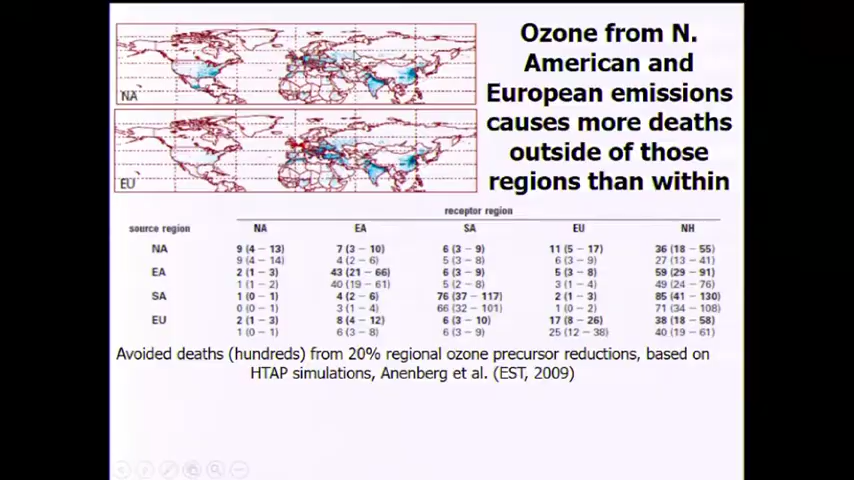 Ozone from N.
American and
European emissions
causes more deaths
outside of those
regions than within
NA
EU
receptor region
source region NA EA SA EU NH
NA 9 (4 – 13) 7 (3 – 10) 6 (3 – 9) 11 (5 – 17) 36 (18 – 55)
9 (4 – 14) 4 (2 – 6) 5 (3 – 8) 6 (3 – 9) 27 (13 – 41)
EA 2 (1 – 3) 43 (21 – 66) 6 (3 – 9) 5 (3 – 8) 59 (29 – 91)
1 (1 – 2) 40 (19 – 61) 5 (2 – 8) 3 (1 – 4) 49 (24 – 76)
SA 1 (0 – 1) 4 (2 – 6) 76 (37 – 117) 2 (1 – 3) 85 (41 – 130)
0 (0 – 1) 3 (1 – 4) 66 (32 – 101) 1 (0 – 2) 71 (34 – 108)
EU 2 (1 – 3) 8 (4 – 12) 6 (3 – 10) 17 (8 – 26) 38 (18 – 58)
1 (0 – 1) 6 (3 – 8) 6 (3 – 9) 25 (12 – 38) 40 (19 – 61)
Avoided deaths (hundreds) from 20% regional ozone precursor reductions, based on
HTAP simulations, Anenberg et al. (EST, 2009)